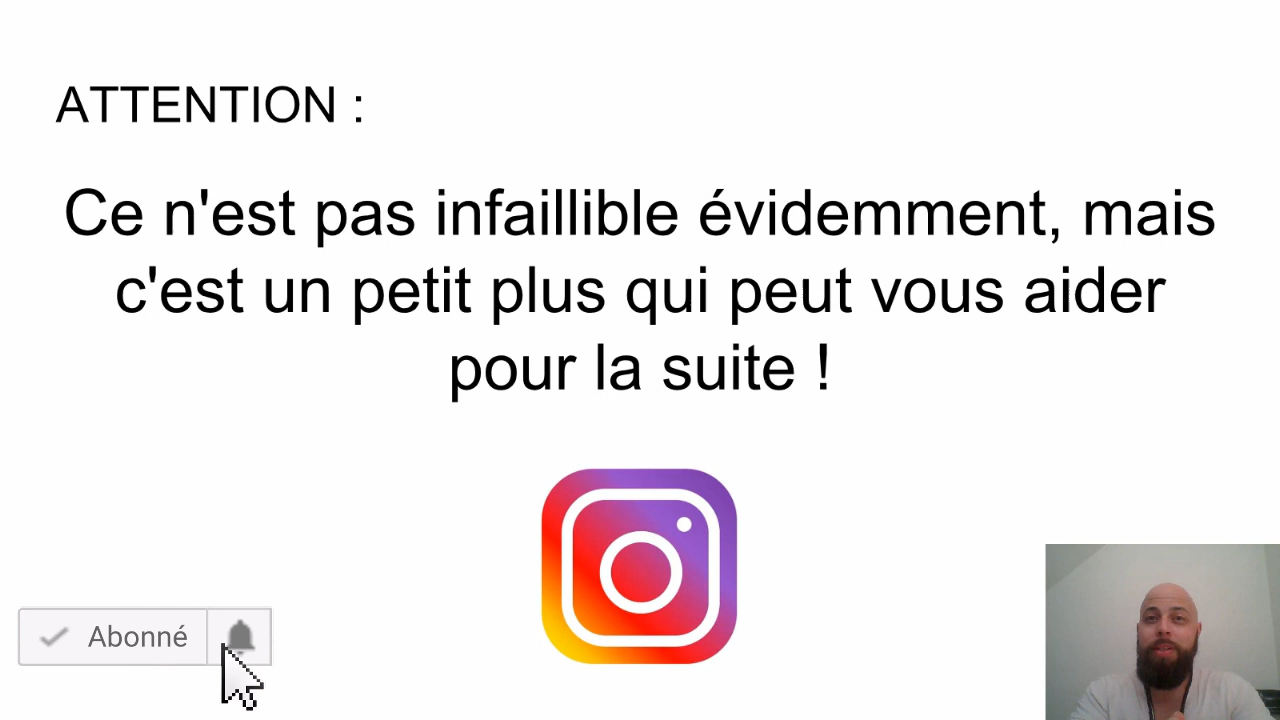 ATTENTION :
Ce n'est pas infaillible évidemment, mais
c'est un petit plus qui peut vous aider
pour la suite !
Abonné